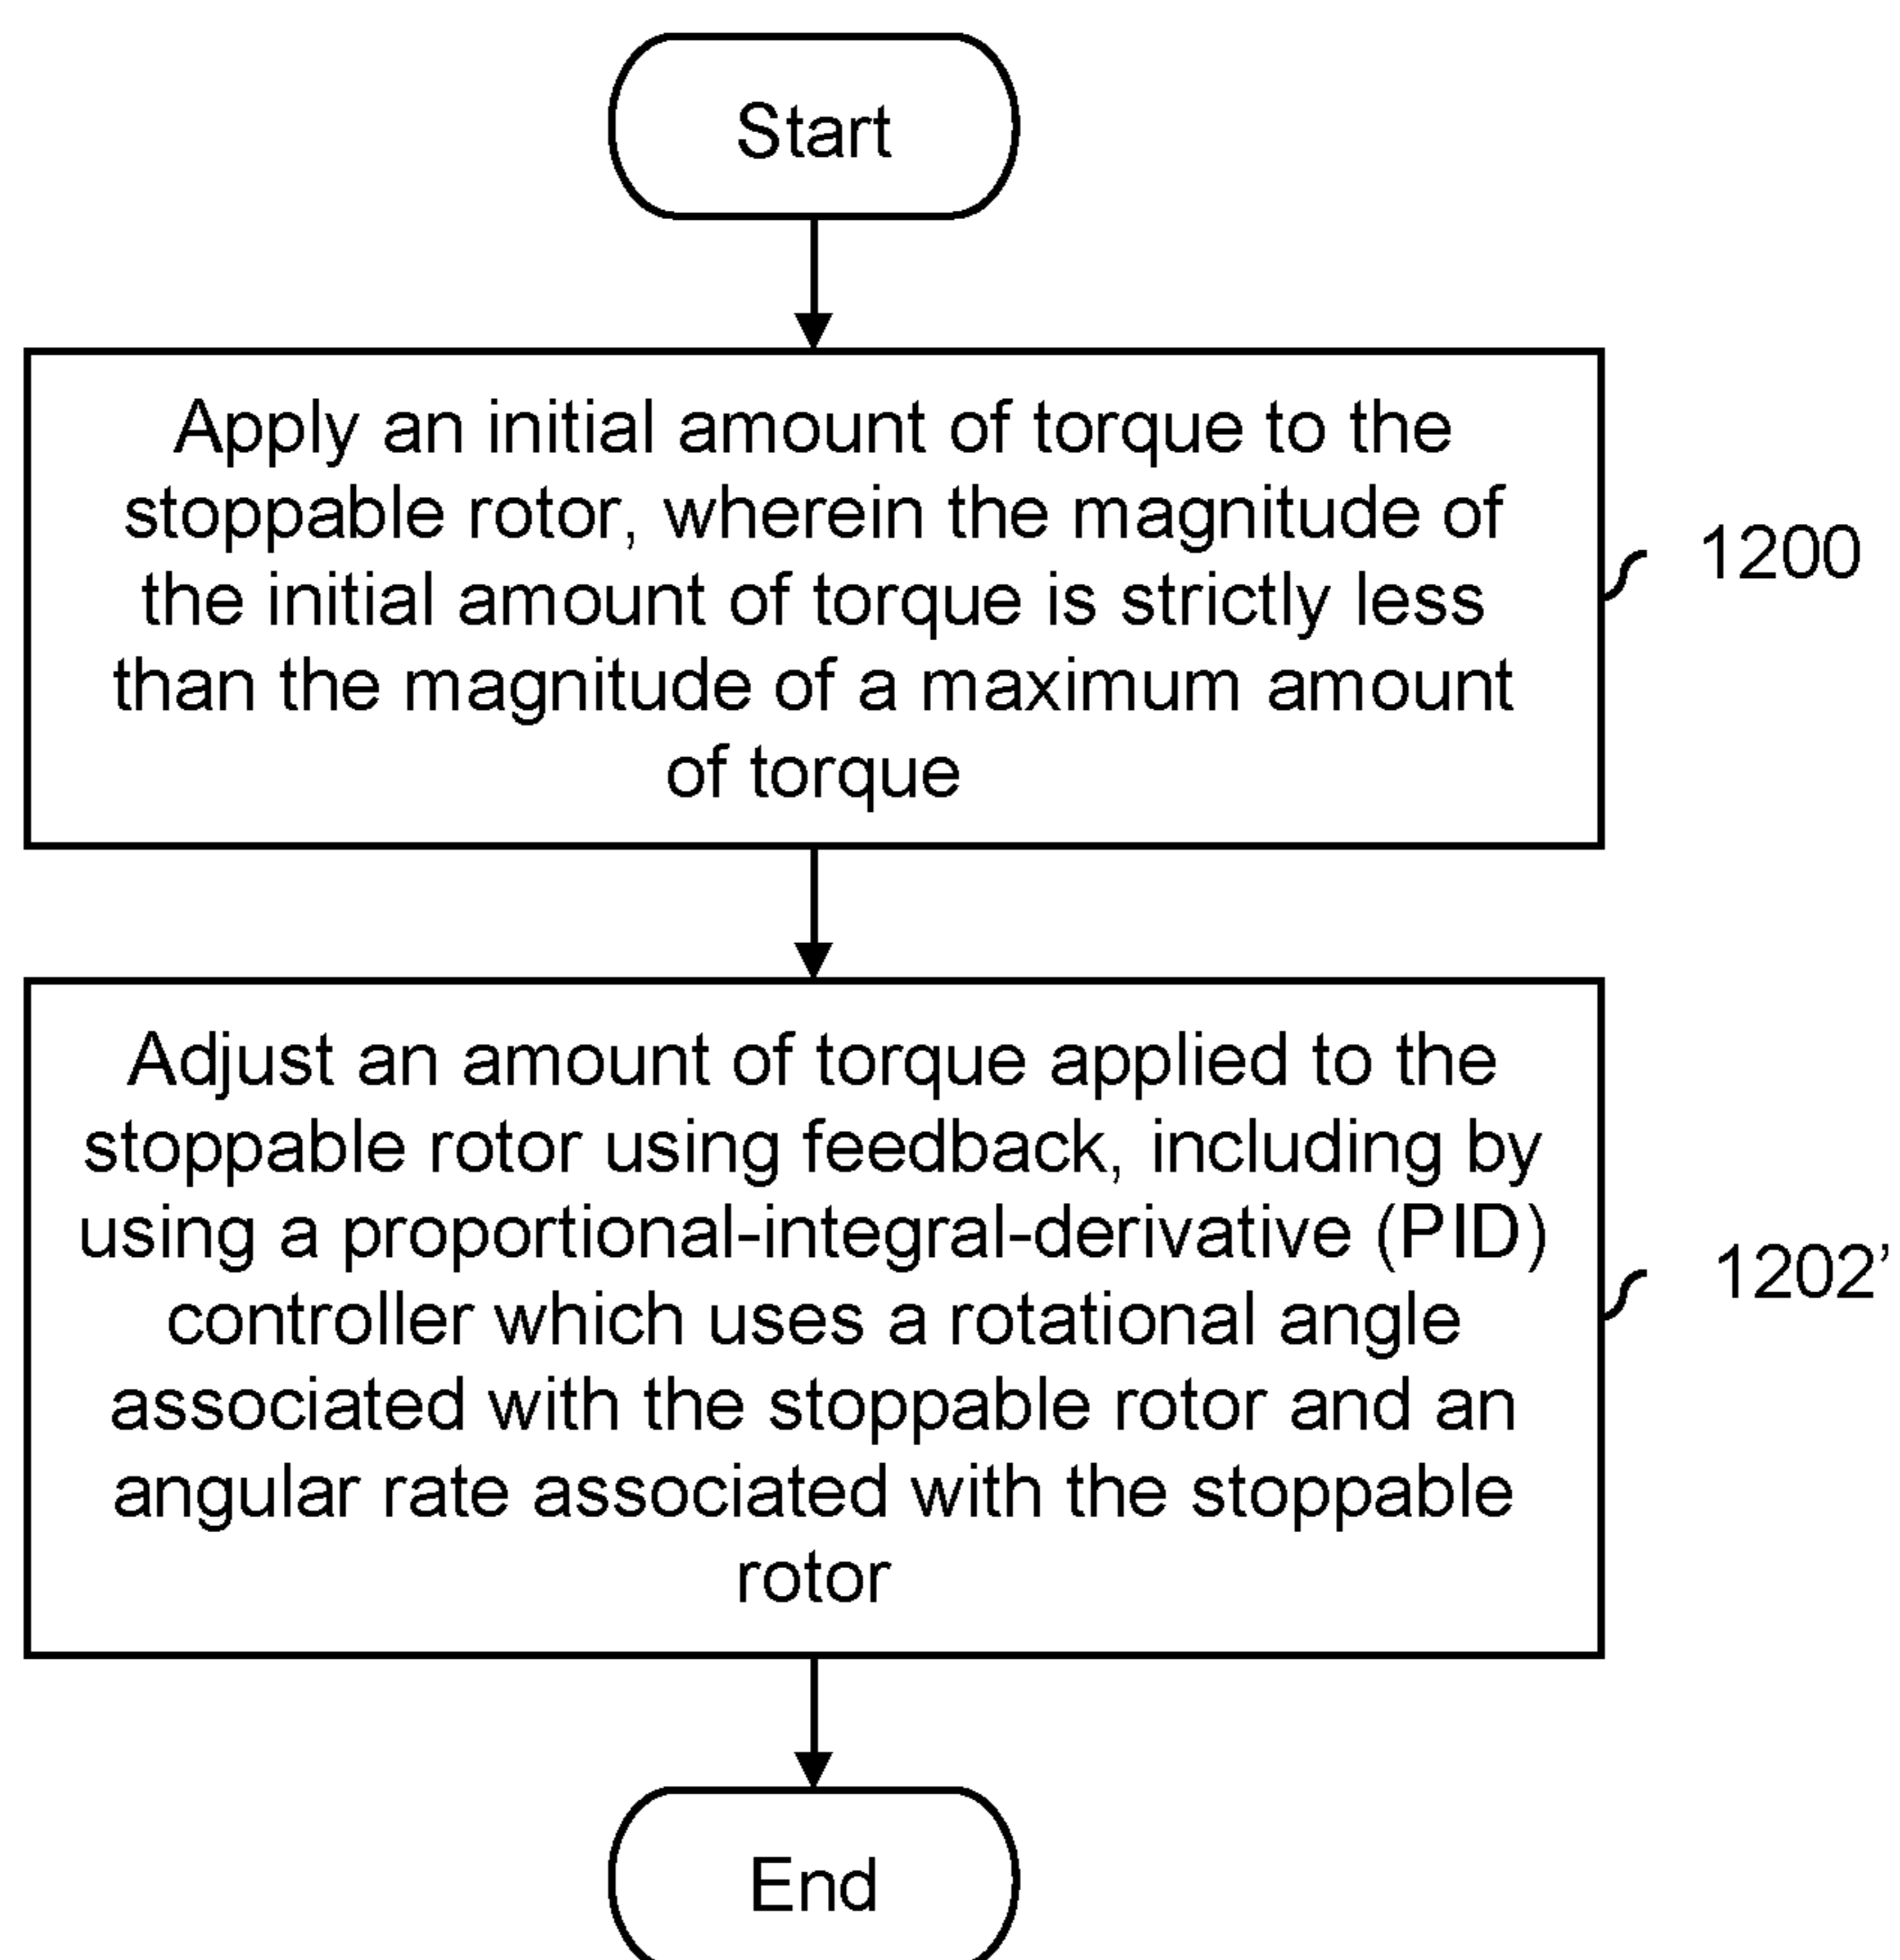 Start
Apply an initial amount of torque to the
stoppable rotor, wherein the magnitude of
the initial amount of torque is strictly less
than the magnitude of a maximum amount
of torque
1200
Adjust an amount of torque applied to the
stoppable rotor using feedback, including by
using a proportional-integral-derivative (PID)
controller which uses a rotational angle
associated with the stoppable rotor and an
angular rate associated with the stoppable
rotor
1202’
End